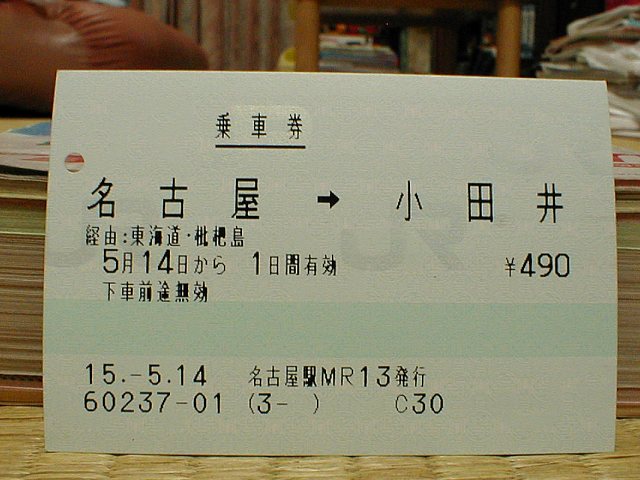 乗車券
名古屋 → 小田井
経由:東海道・枇杷島
5月14日から 1日間有効 ¥490
下車前途無効
15.-5.14 名古屋駅MR13発行
60237-01 (3- ) C30